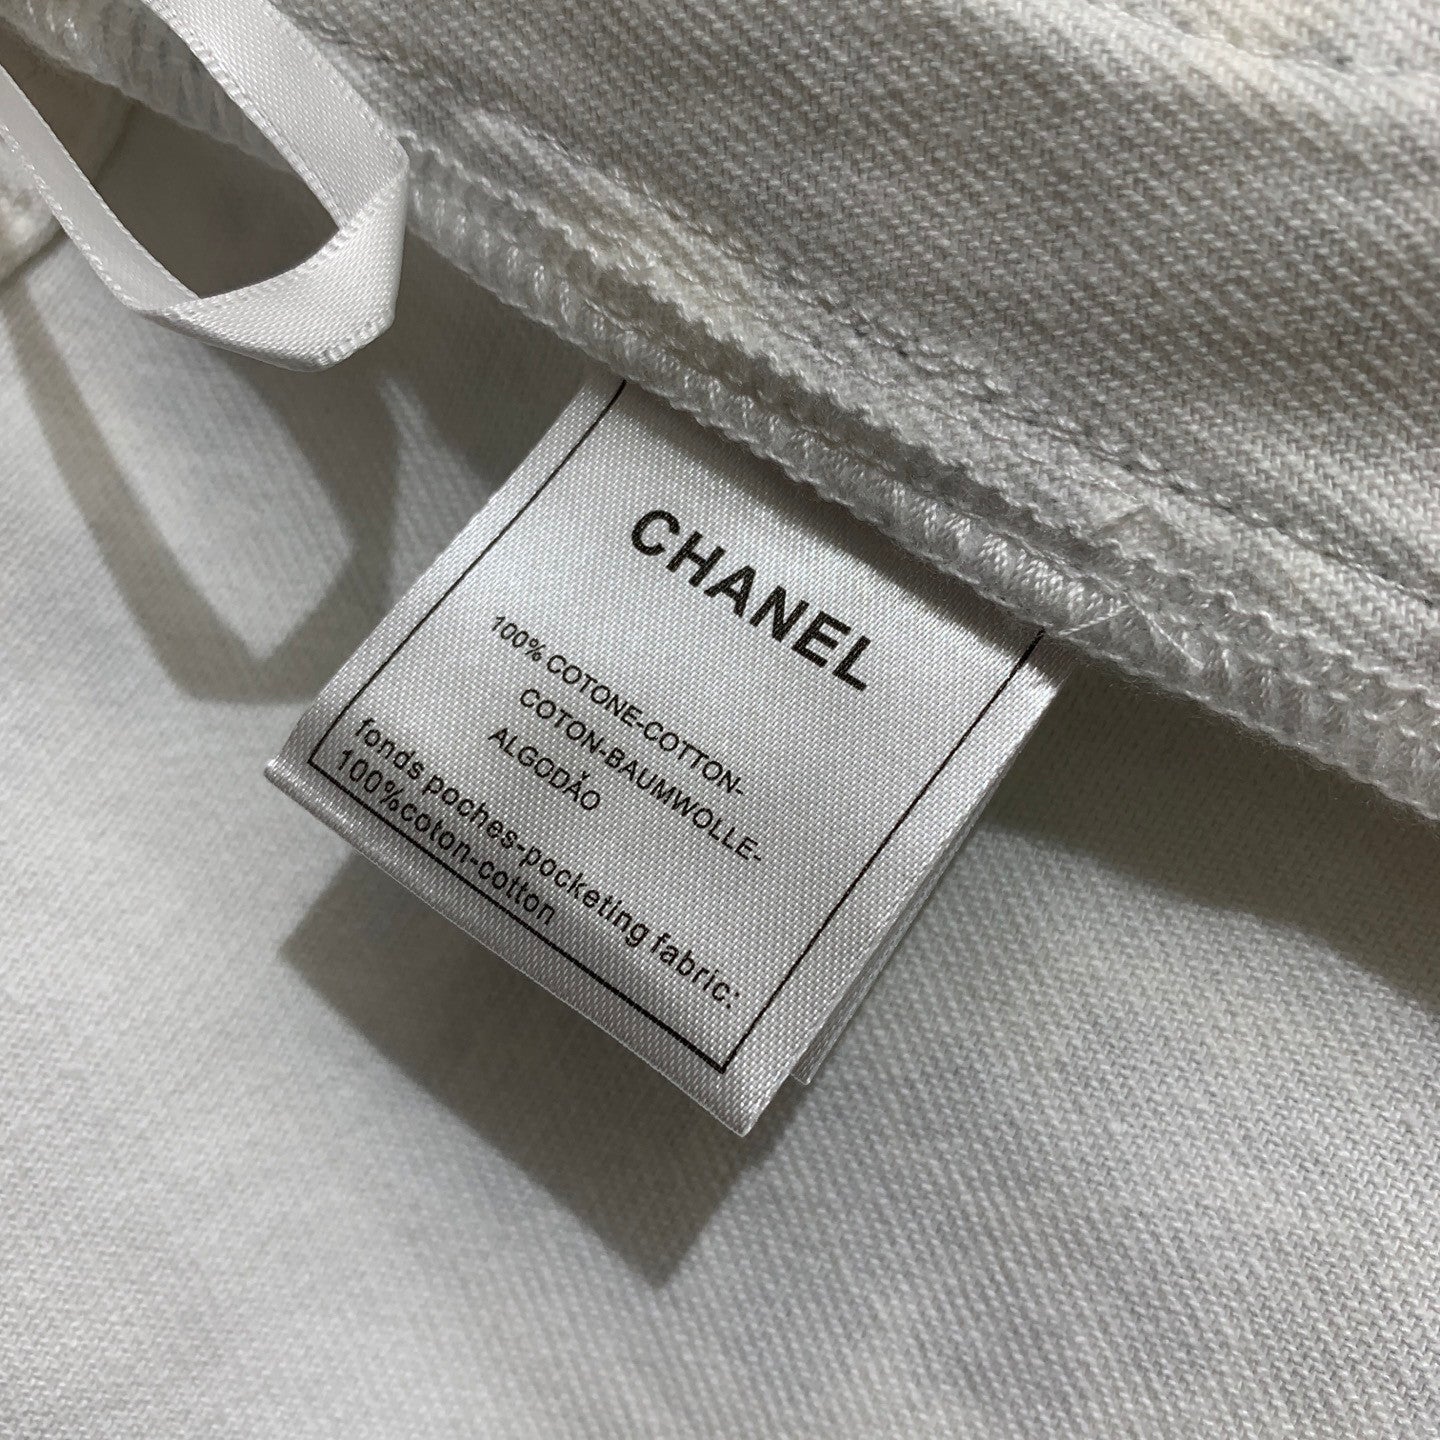 CHANEL
100% COTONE-COTTON-
COTON-BAUMWOLLE-
ALGODÃO
fonds poches-pocketing fabric:
100%coton-cotton